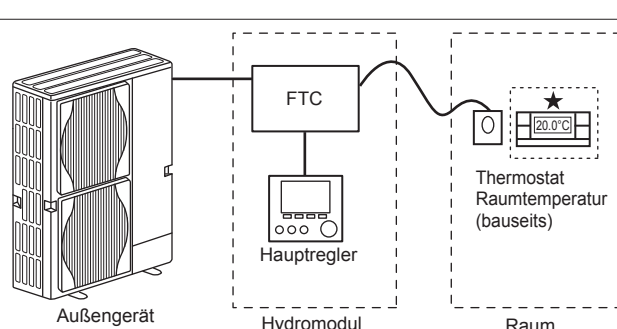 FTC
20.0°C
Thermostat
Raumtemperatur
(bauseits)
Hauptregler
Außengerät
Hydromodul
Raum